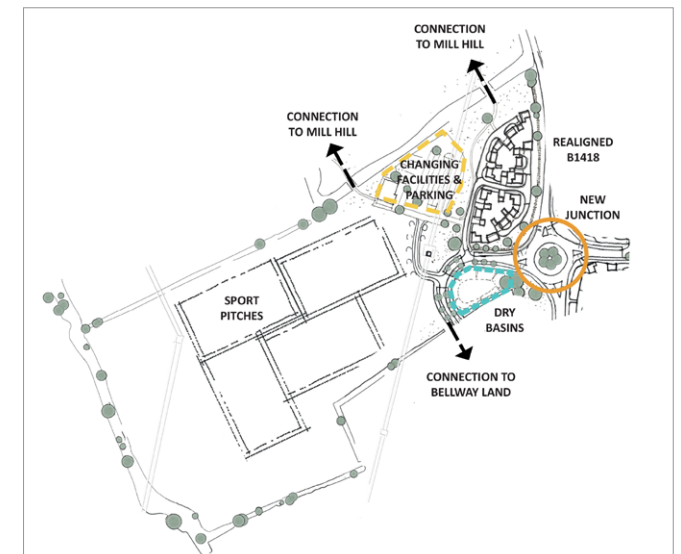 CONNECTION
TO MILL HILL
CONNECTION
TO MILL HILL
REALIGNED
B1418
CHANGING
FACILITIES &
PARKING
NEW
JUNCTION
SPORT
PITCHES
DRY
BASINS
CONNECTION TO
BELLWAY LAND